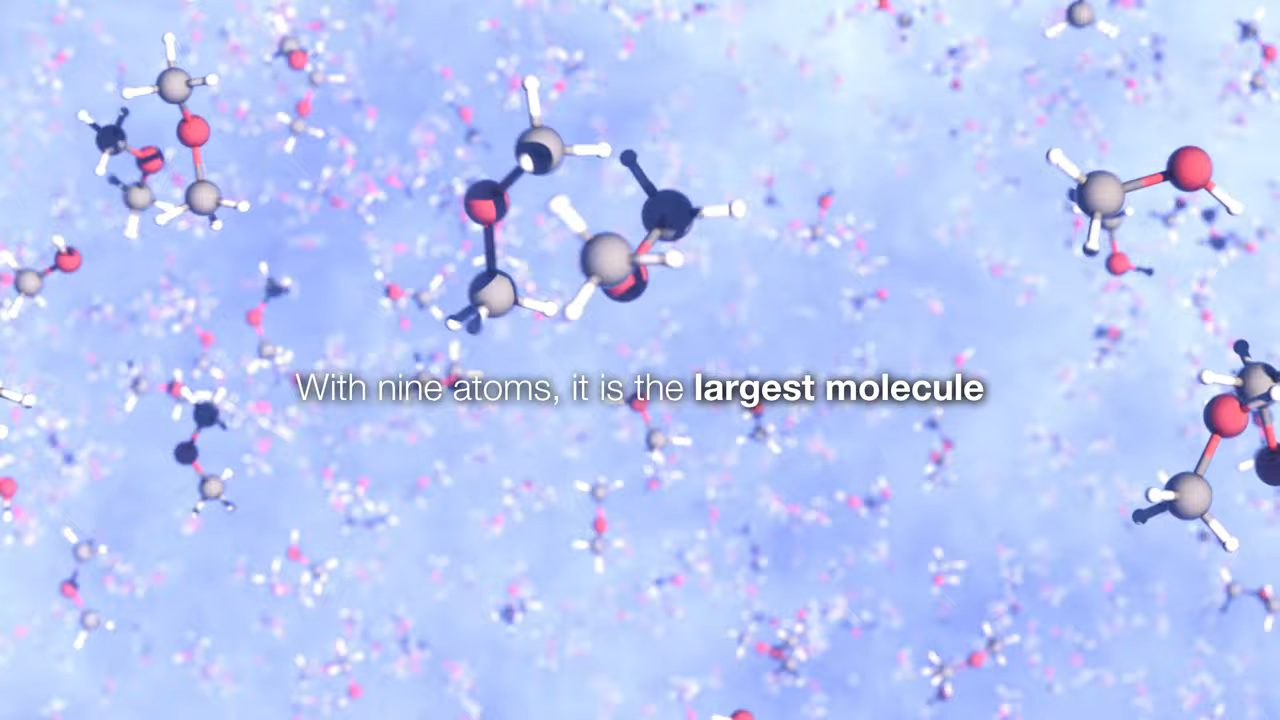 With nine atoms, it is the largest molecule